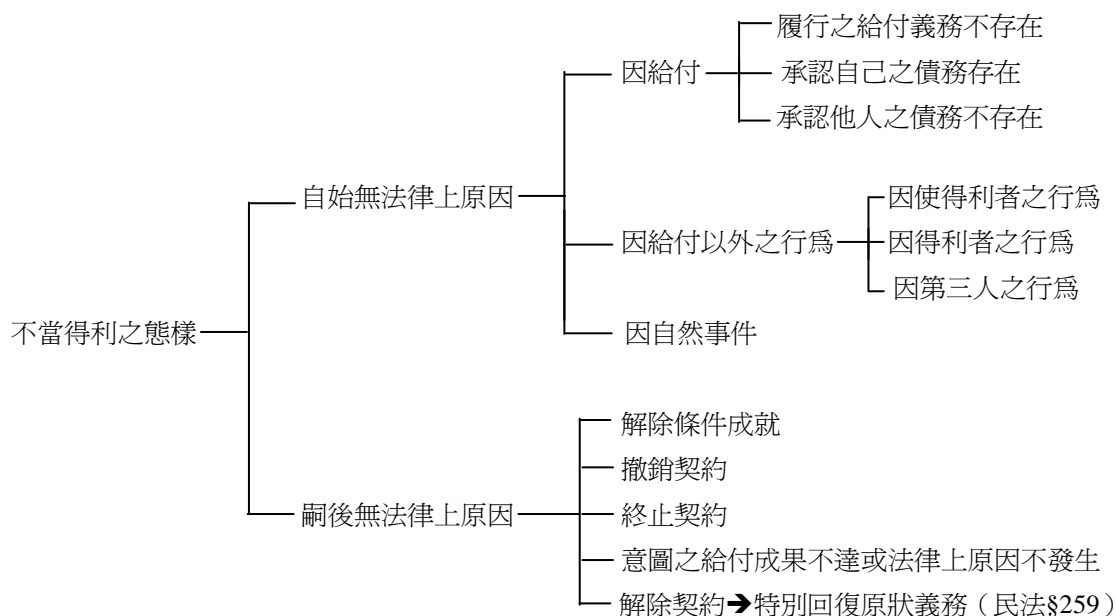 履行之給付義務不存在
因給付
承認自己之債務存在
承認他人之債務不存在
自始無法律上原因
因使得利者之行為
因給付以外之行為
因得利者之行為
因第三人之行為
不當得利之態樣
因自然事件
解除條件成就
撤銷契約
嗣後無法律上原因
終止契約
意圖之給付成果不達或法律上原因不發生
解除契約➔特別回復原狀義務（民法§259）